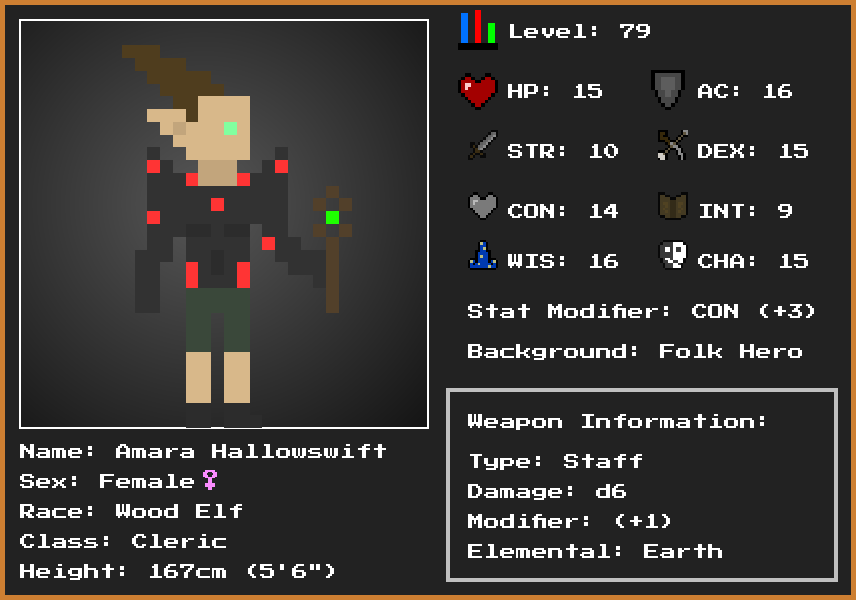 Level: 79
HP: 15
AC: 16
STR: 10
DEX: 15
CON: 14
INT: 9
WIS: 16
CHA: 15
Stat Modifier: CON (+3)
Background: Folk Hero
Weapon Information:
Type: Staff
Damage: d6
Modifier: (+1)
Elemental: Earth
Name: Amara Hallowswift
Sex: Female♀
Race: Wood Elf
Class: Cleric
Height: 167cm (5'6")